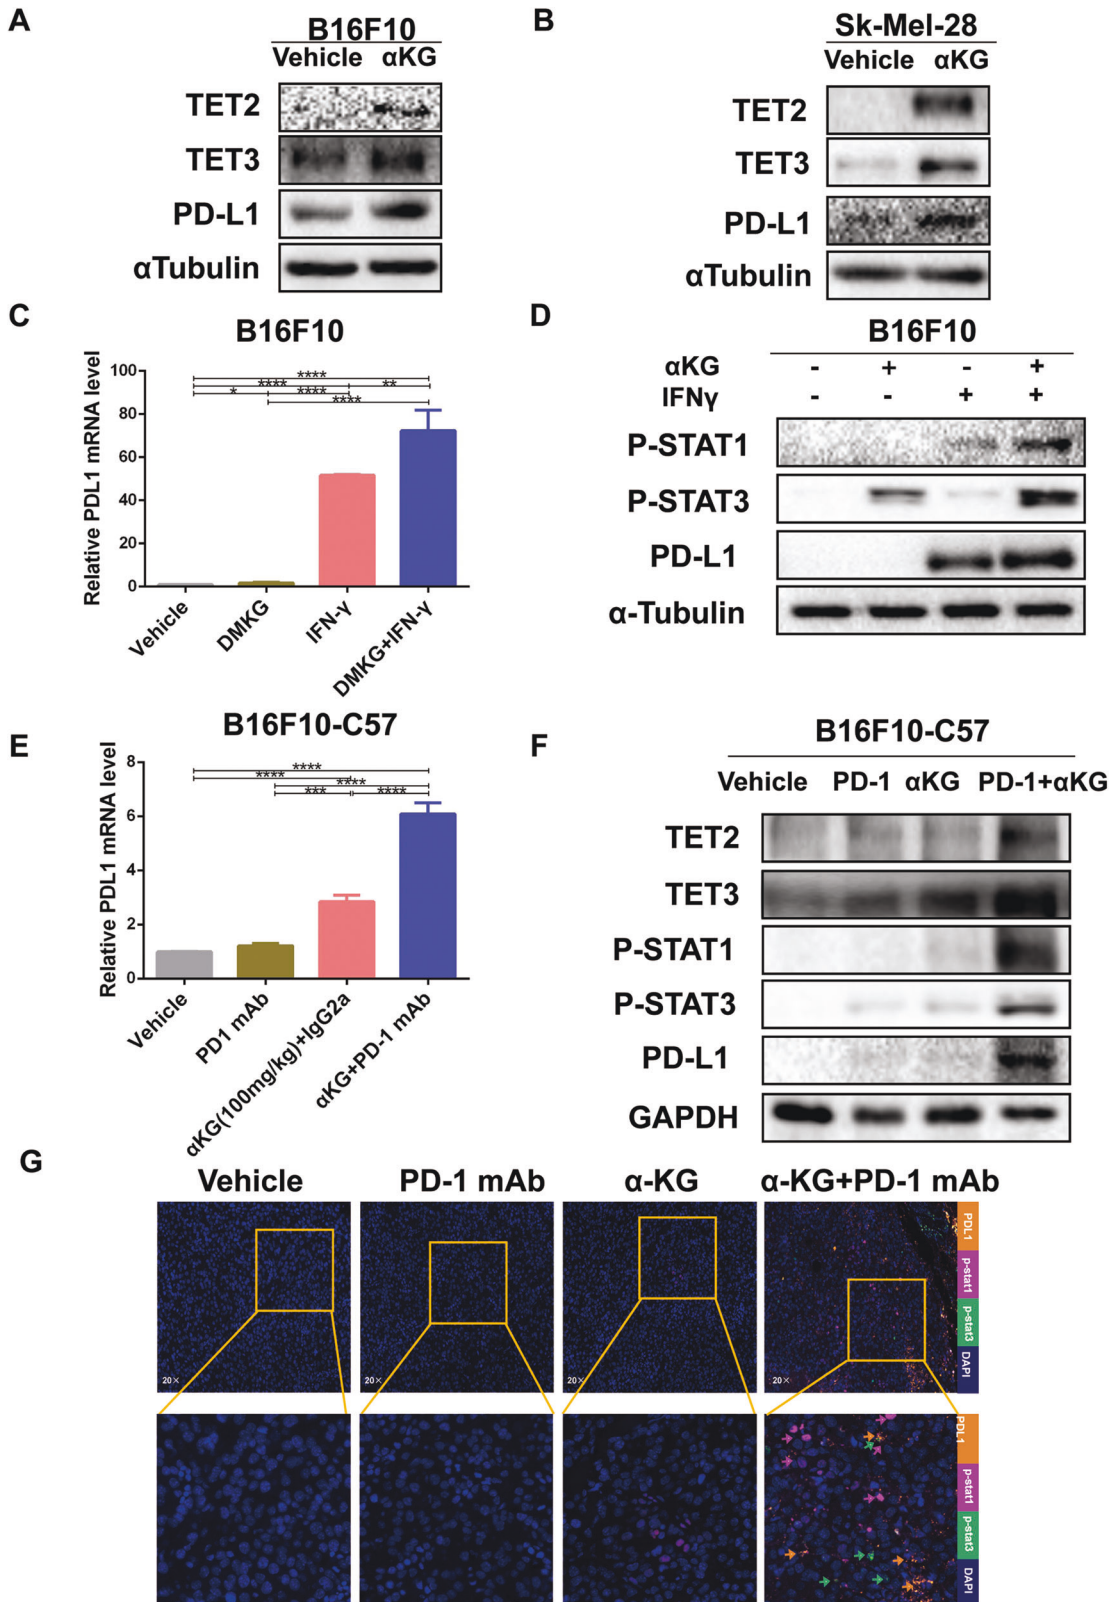 A
B16F10
Vehicle αKG
TET2
TET3
PD-L1
αTubulin
B
Sk-Mel-28
Vehicle αKG
TET2
TET3
PD-L1
αTubulin
C
B16F10
Relative PDL1 mRNA level
100
80
60
40
20
0
****
**** **
* ****
****
Vehicle
DMKG
IFN-γ
DMKG+IFN-γ
D
B16F10
αKG - + - +
IFNγ - - + +
P-STAT1
P-STAT3
PD-L1
α-Tubulin
E
B16F10-C57
Relative PDL1 mRNA level
8
6
4
2
0
****
****
****
*** ****
Vehicle
PD1 mAb
αKG(100mg/kg)+IgG2a
αKG+PD-1 mAb
F
B16F10-C57
Vehicle PD-1 αKG PD-1+αKG
TET2
TET3
P-STAT1
P-STAT3
PD-L1
GAPDH
G
Vehicle PD-1 mAb α-KG α-KG+PD-1 mAb
20×
20×
20×
20×
PDL1
p-stat1
p-stat3
DAPI
PDL1
p-stat1
p-stat3
DAPI